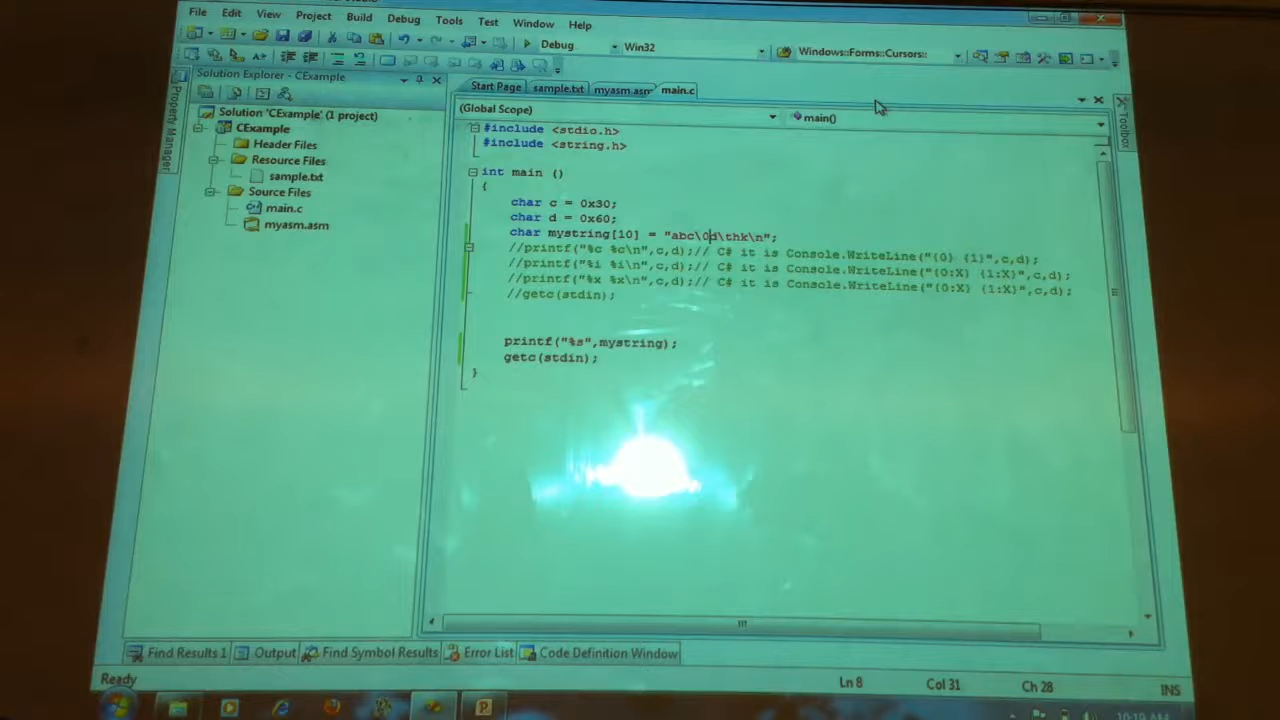 File Edit View Project Build Debug Tools Test Window Help
Debug Win32 Windows::Forms::Cursors::
Solution Explorer - CExample
Property Manager
Toolbox
Solution 'CExample' (1 project)
CExample
Header Files
Resource Files
sample.txt
Source Files
main.c
myasm.asm
Start Page sample.txt myasm.asm main.c
(Global Scope) main()
#include <stdio.h>
#include <string.h>
int main ()
{
char c = 0x30;
char d = 0x60;
char mystring[10] = "abc\0d\thk\n";
//printf("%c %c\n",c,d);// C# it is Console.WriteLine("{0} {1}",c,d);
//printf("%i %i\n",c,d);// C# it is Console.WriteLine("{0:X} {1:X}",c,d);
//printf("%x %x\n",c,d);// C# it is Console.WriteLine("{0:X} {1:X}",c,d);
//getc(stdin);
printf("%s",mystring);
getc(stdin);
}
Find Results 1 Output Find Symbol Results Error List Code Definition Window
Ready Ln 8 Col 31 Ch 28 INS